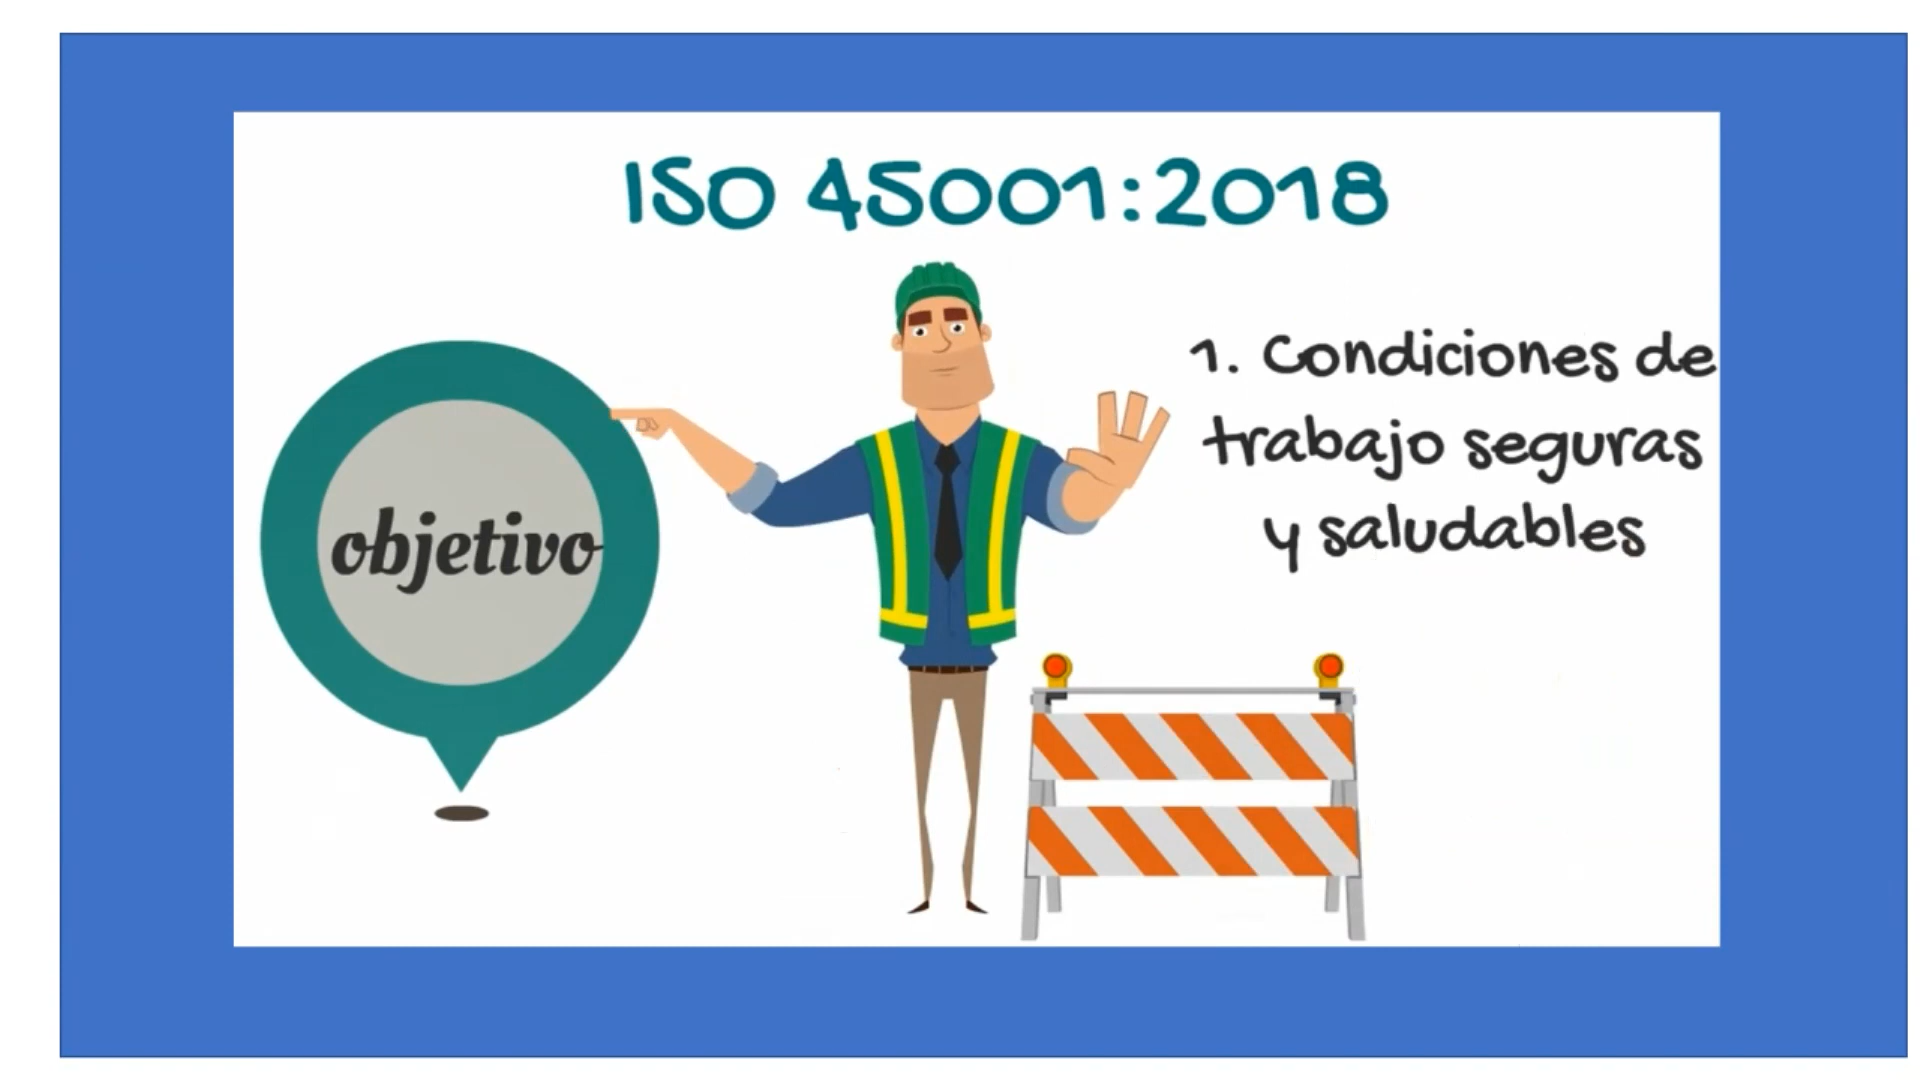 ISO 45001:2018
objetivo
1. Condiciones de
trabajo seguras
y saludables